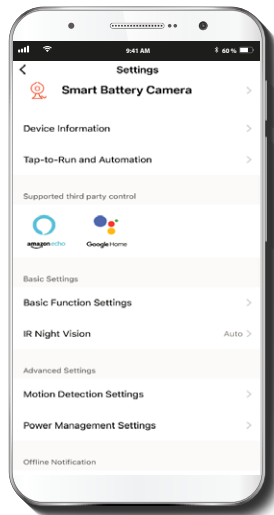 9:41 AM
60 %
Settings
Smart Battery Camera
Device Information
Tap-to-Run and Automation
Supported third party control
amazon echo
Google Home
Basic Settings
Basic Function Settings
IR Night Vision Auto
Advanced Settings
Motion Detection Settings
Power Management Settings
Offline Notification